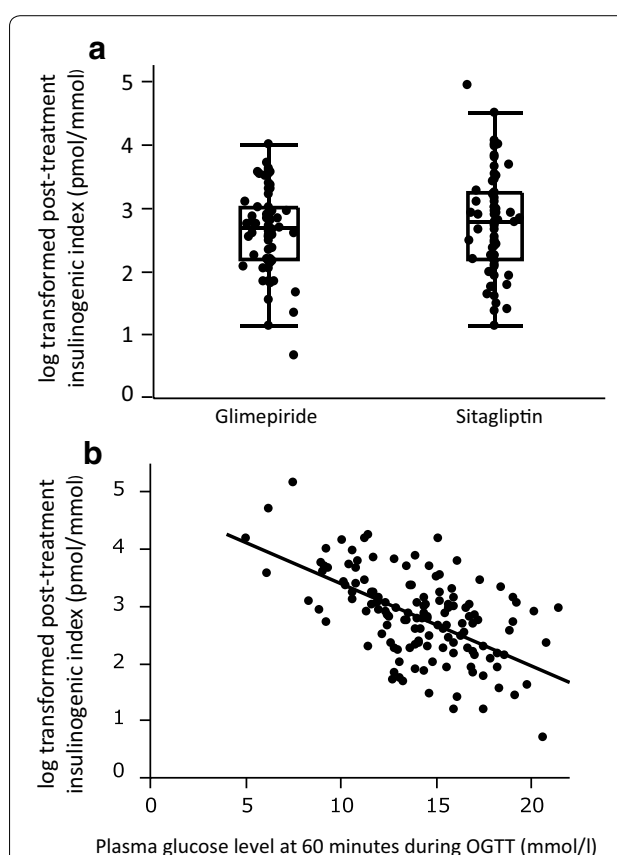 a
log transformed post-treatment
insulinogenic index (pmol/mmol)
5
4
3
2
1
0
Glimepiride
Sitagliptin
b
log transformed post-treatment
insulinogenic index (pmol/mmol)
5
4
3
2
1
0
0 5 10 15 20
Plasma glucose level at 60 minutes during OGTT (mmol/l)